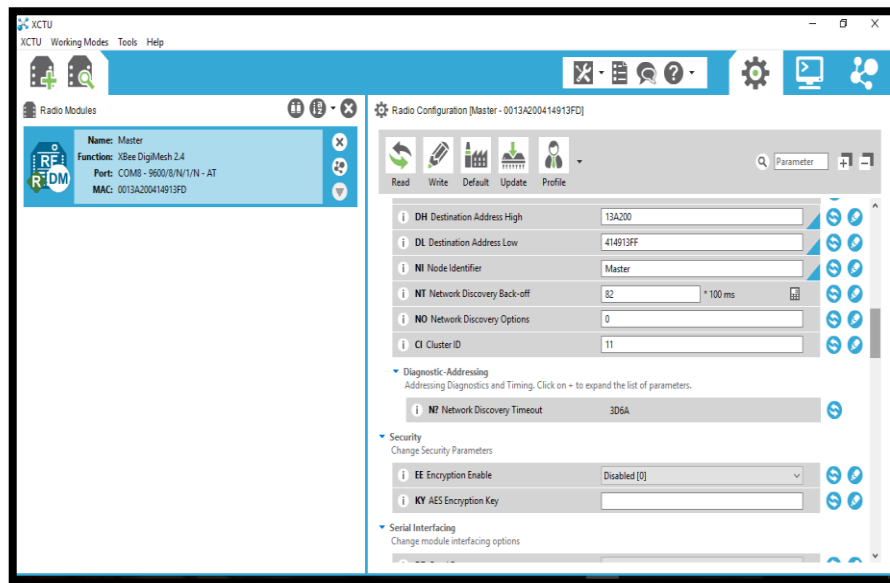 XCTU
XCTU Working Modes Tools Help
Radio Modules
Name: Master
Function: XBee DigiMesh 2.4
Port: COM8 - 9600/8/N/1/N - AT
MAC: 0013A200414913FD
RF
R DM
Radio Configuration [Master - 0013A200414913FD]
Read Write Default Update Profile
Parameter
i DH Destination Address High 13A200
i DL Destination Address Low 414913FF
i NI Node Identifier Master
i NT Network Discovery Back-off 82 * 100 ms
i NO Network Discovery Options 0
i CI Cluster ID 11
Diagnostic-Addressing
Addressing Diagnostics and Timing. Click on + to expand the list of parameters.
i N? Network Discovery Timeout 3D6A
Security
Change Security Parameters
i EE Encryption Enable Disabled [0]
i KY AES Encryption Key
Serial Interfacing
Change module interfacing options